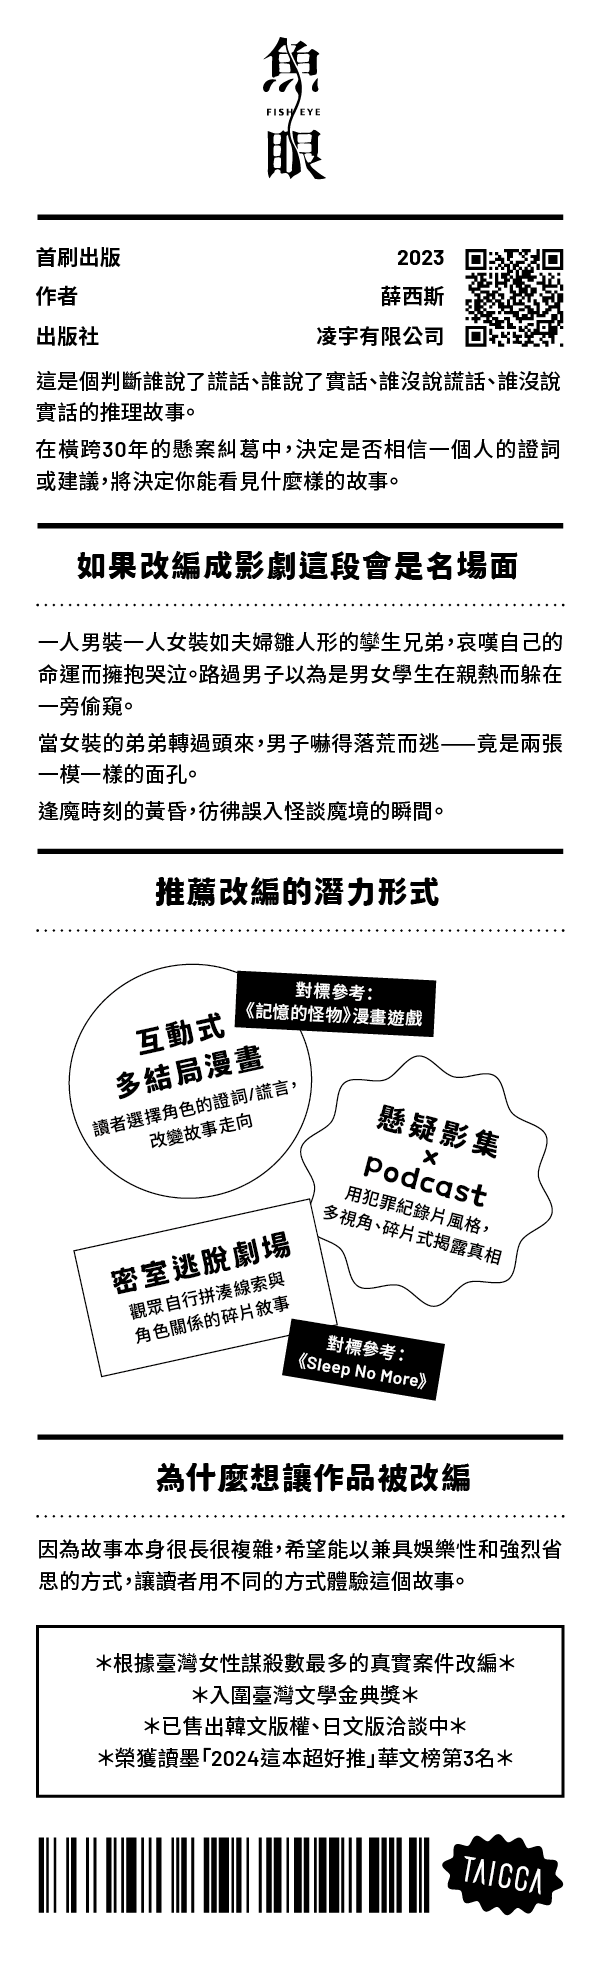 魚眼
FISH EYE
首刷出版 2023
作者 薛西斯
出版社 凌宇有限公司
這是個判斷誰說了謊話、誰說了實話、誰沒說謊話、誰沒說
實話的推理故事。
在橫跨30年的懸案糾葛中,決定是否相信一個人的證詞
或建議,將決定你能看見什麼樣的故事。
如果改編成影劇這段會是名場面
一人男裝一人女裝如夫婦雛人形的孿生兄弟,哀嘆自己的
命運而擁抱哭泣。路過男子以為是男女學生在親熱而躲在
一旁偷窺。
當女裝的弟弟轉過頭來,男子嚇得落荒而逃——竟是兩張
一模一樣的面孔。
逢魔時刻的黃昏,彷彿誤入怪談魔境的瞬間。
推薦改編的潛力形式
對標參考:
《記憶的怪物》漫畫遊戲
互動式
多結局漫畫
讀者選擇角色的證詞/謊言,
改變故事走向
懸疑影集
×
podcast
用犯罪紀錄片風格,
多視角、碎片式揭露真相
密室逃脫劇場
觀眾自行拼湊線索與
角色關係的碎片敘事
對標參考:
《Sleep No More》
為什麼想讓作品被改編
因為故事本身很長很複雜,希望能以兼具娛樂性和強烈省
思的方式,讓讀者用不同的方式體驗這個故事。
＊根據臺灣女性謀殺數最多的真實案件改編＊
＊入圍臺灣文學金典獎＊
＊已售出韓文版權、日文版洽談中＊
＊榮獲讀墨「2024這本超好推」華文榜第3名＊
TAICCA